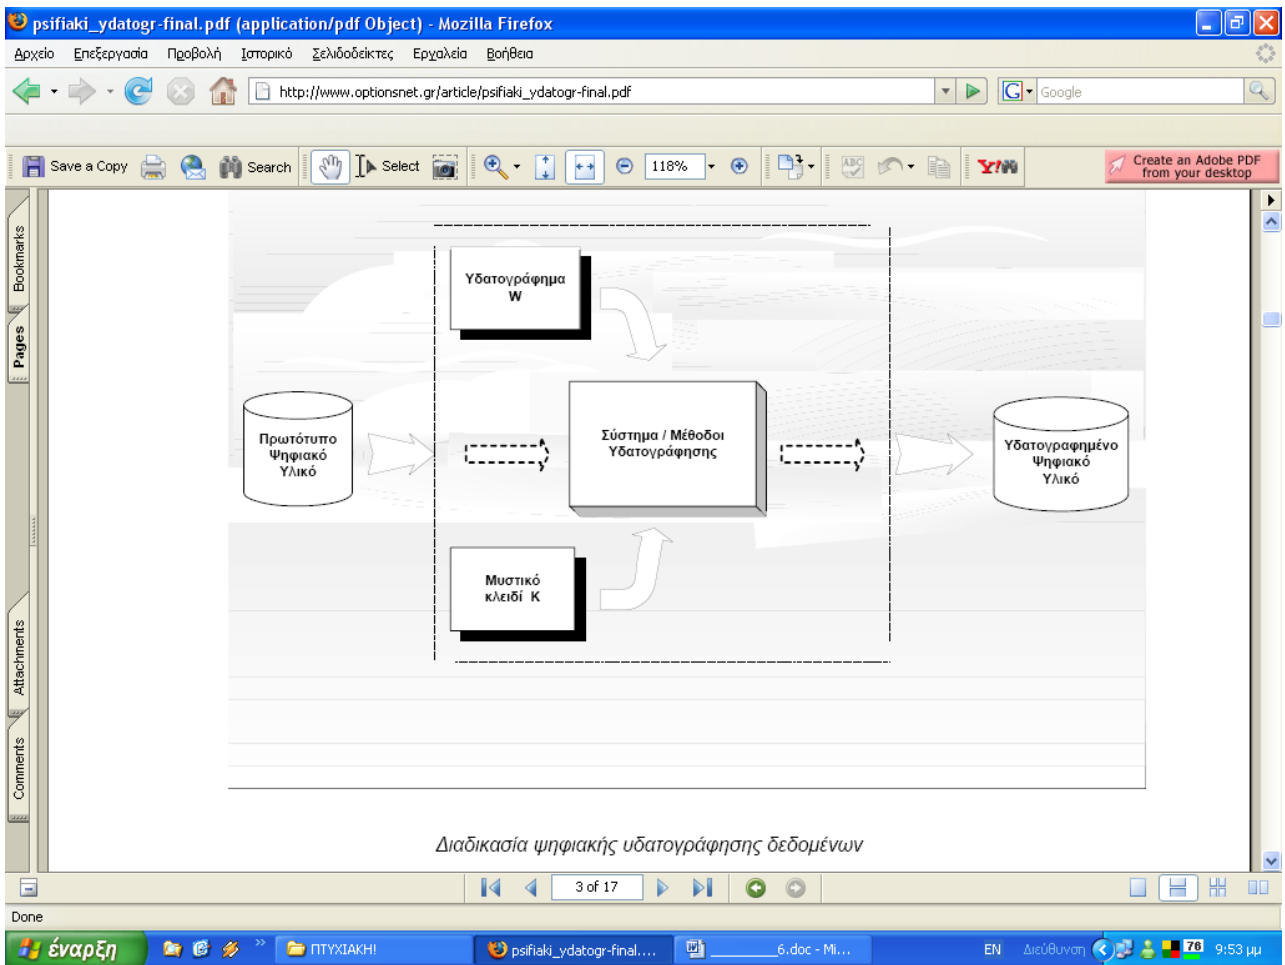 psifiaki_ydatogr-final.pdf (application/pdf Object) - Mozilla Firefox
Αρχείο Επεξεργασία Προβολή Ιστορικό Σελιδοδείκτες Εργαλεία Βοήθεια
http://www.optionsnet.gr/article/psifiaki_ydatogr-final.pdf
G Google
Save a Copy Search Select 118% ABC Y! Create an Adobe PDF
from your desktop
Bookmarks
Pages
Attachments
Comments
Υδατογράφημα
W
Πρωτότυπο
Ψηφιακό
Υλικό
Σύστημα / Μέθοδοι
Υδατογράφησης
Υδατογραφημένο
Ψηφιακό
Υλικό
Μυστικό
κλειδί Κ
Διαδικασία ψηφιακής υδατογράφησης δεδομένων
3 of 17
Done
έναρξη
ΠΤΥΧΙΑΚΗ!
psifiaki_ydatogr-final....
________6.doc - Mi...
EN Διεύθυνση 76 9:53 μμ